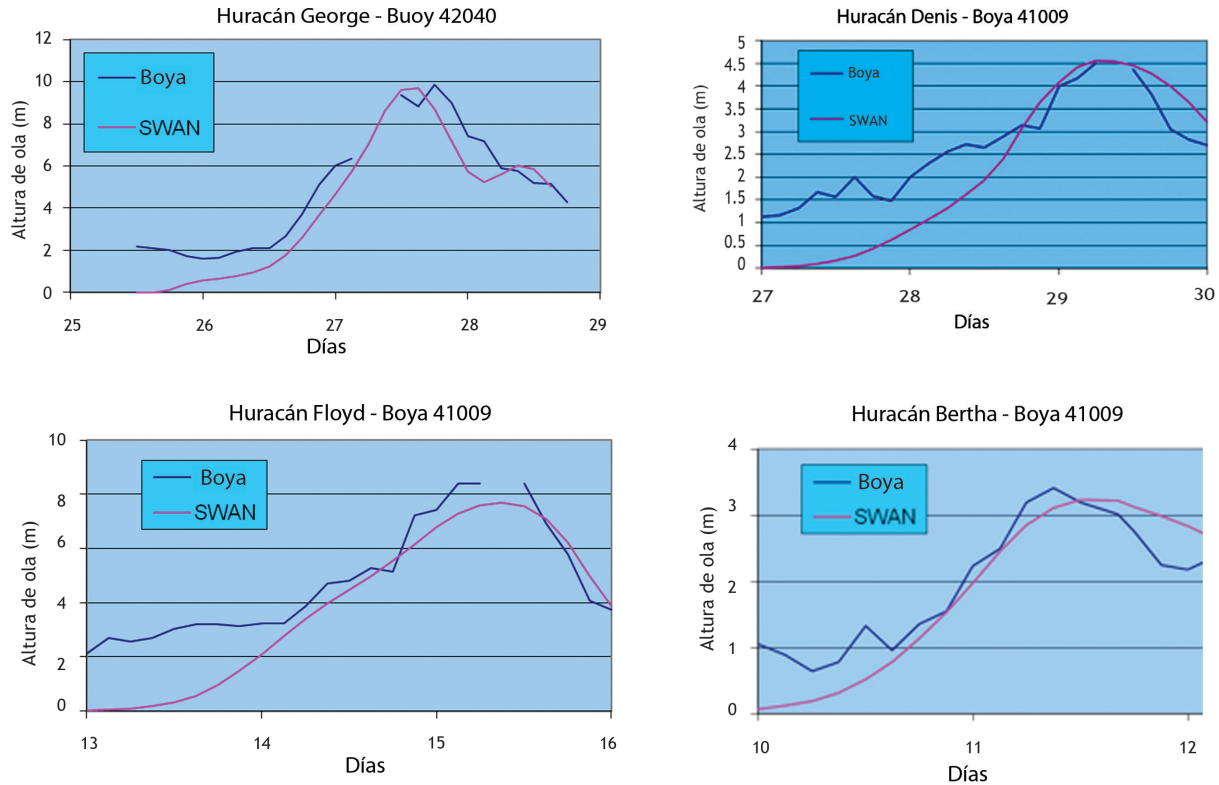 Huracán George - Buoy 42040
Altura de ola (m)
12
10
8
6
4
2
0
Boya
SWAN
25
26
27
28
29
Días
Huracán Denis - Boya 41009
Altura de ola (m)
5
4.5
4
3.5
3
2.5
2
1.5
1
0.5
0
Boya
SWAN
27
28
29
30
Días
Huracán Floyd - Boya 41009
Altura de ola (m)
10
8
6
4
2
0
Boya
SWAN
13
14
15
16
Días
Huracán Bertha - Boya 41009
Altura de ola (m)
4
3
2
1
0
Boya
SWAN
10
11
12
Días